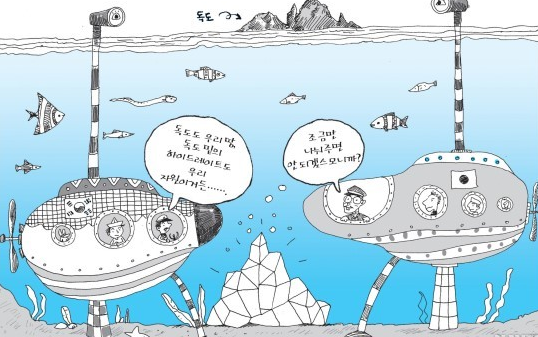 독도
독도도 우리 땅,
독도 밑의
하이드레이트도
우리
자원이거든......
조금만
나눠주면
안 되겟스므니까?